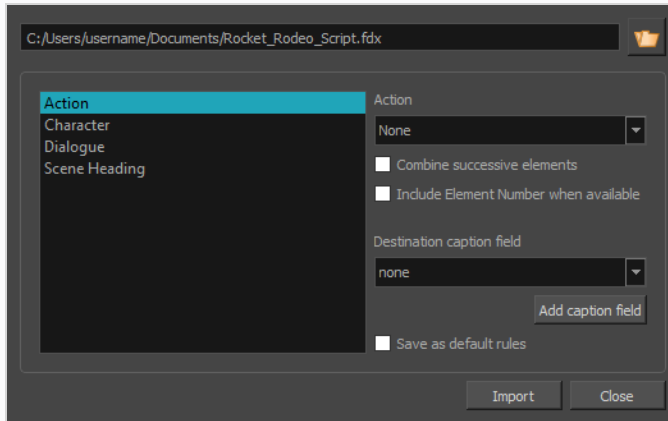 C:/Users/username/Documents/Rocket_Rodeo_Script.fdx
Action
Character
Dialogue
Scene Heading
Action
None
Combine successive elements
Include Element Number when available
Destination caption field
none
Add caption field
Save as default rules
Import
Close